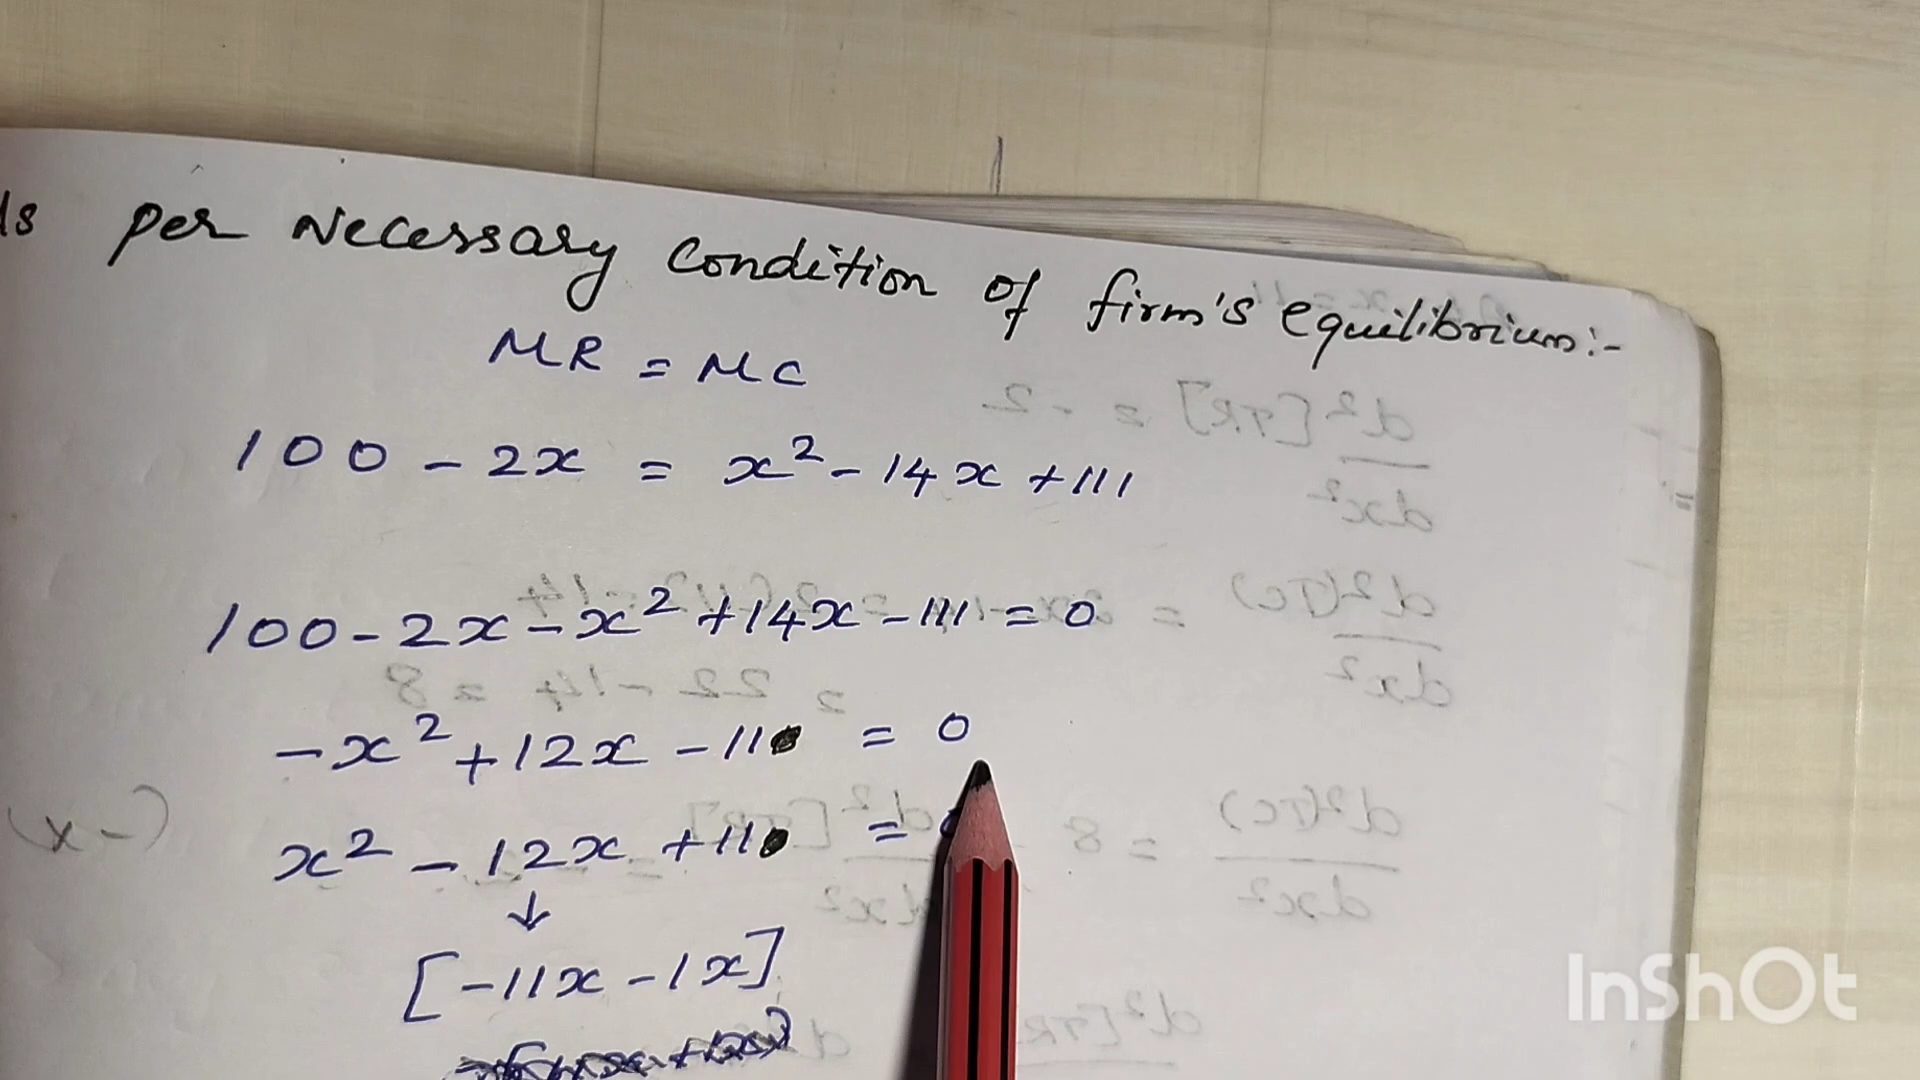 per Necessary Condition of firm's equilibrium:-
MR = MC
100 - 2x = x² - 14x + 111
100 - 2x - x² + 14x - 111 = 0
-x² + 12x - 11 = 0
x² - 12x + 11 = 0
↓
[-11x - 1x]
InShOt